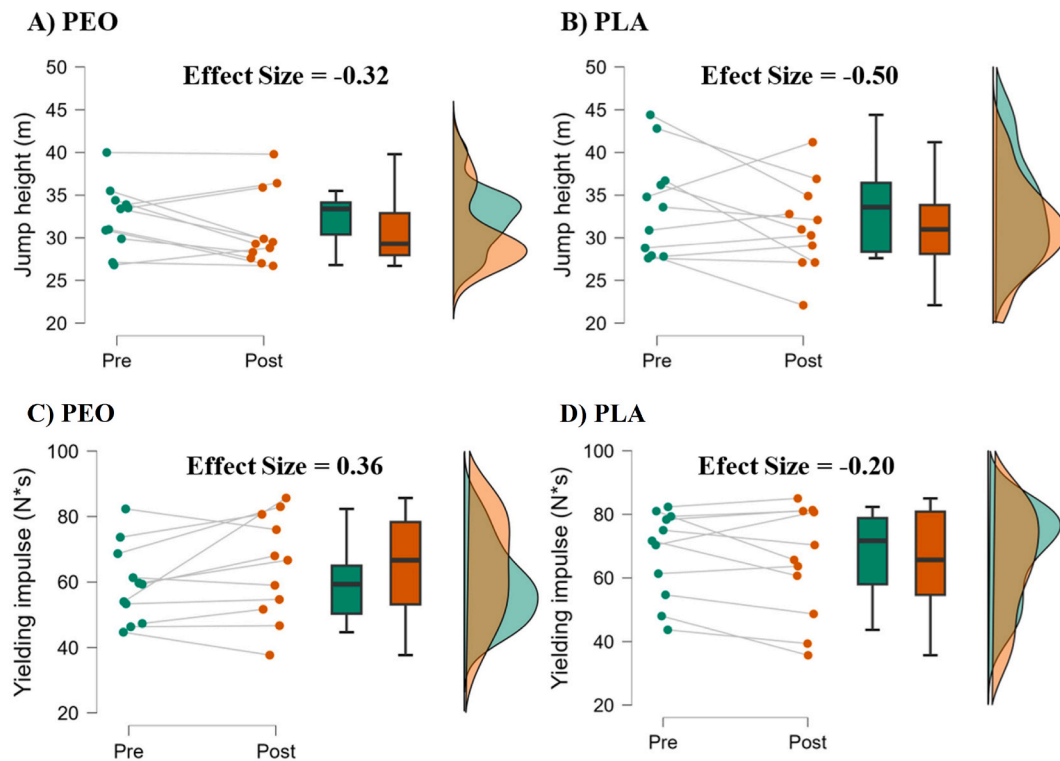 A) PEO
B) PLA
Effect Size = -0.32
Efect Size = -0.50
Jump height (m)
50
45
40
35
30
25
20
Pre
Post
Jump height (m)
50
45
40
35
30
25
20
Pre
Post
C) PEO
D) PLA
Effect Size = 0.36
Efect Size = -0.20
Yielding impulse (N*s)
100
80
60
40
20
Pre
Post
Yielding impulse (N*s)
100
80
60
40
20
Pre
Post